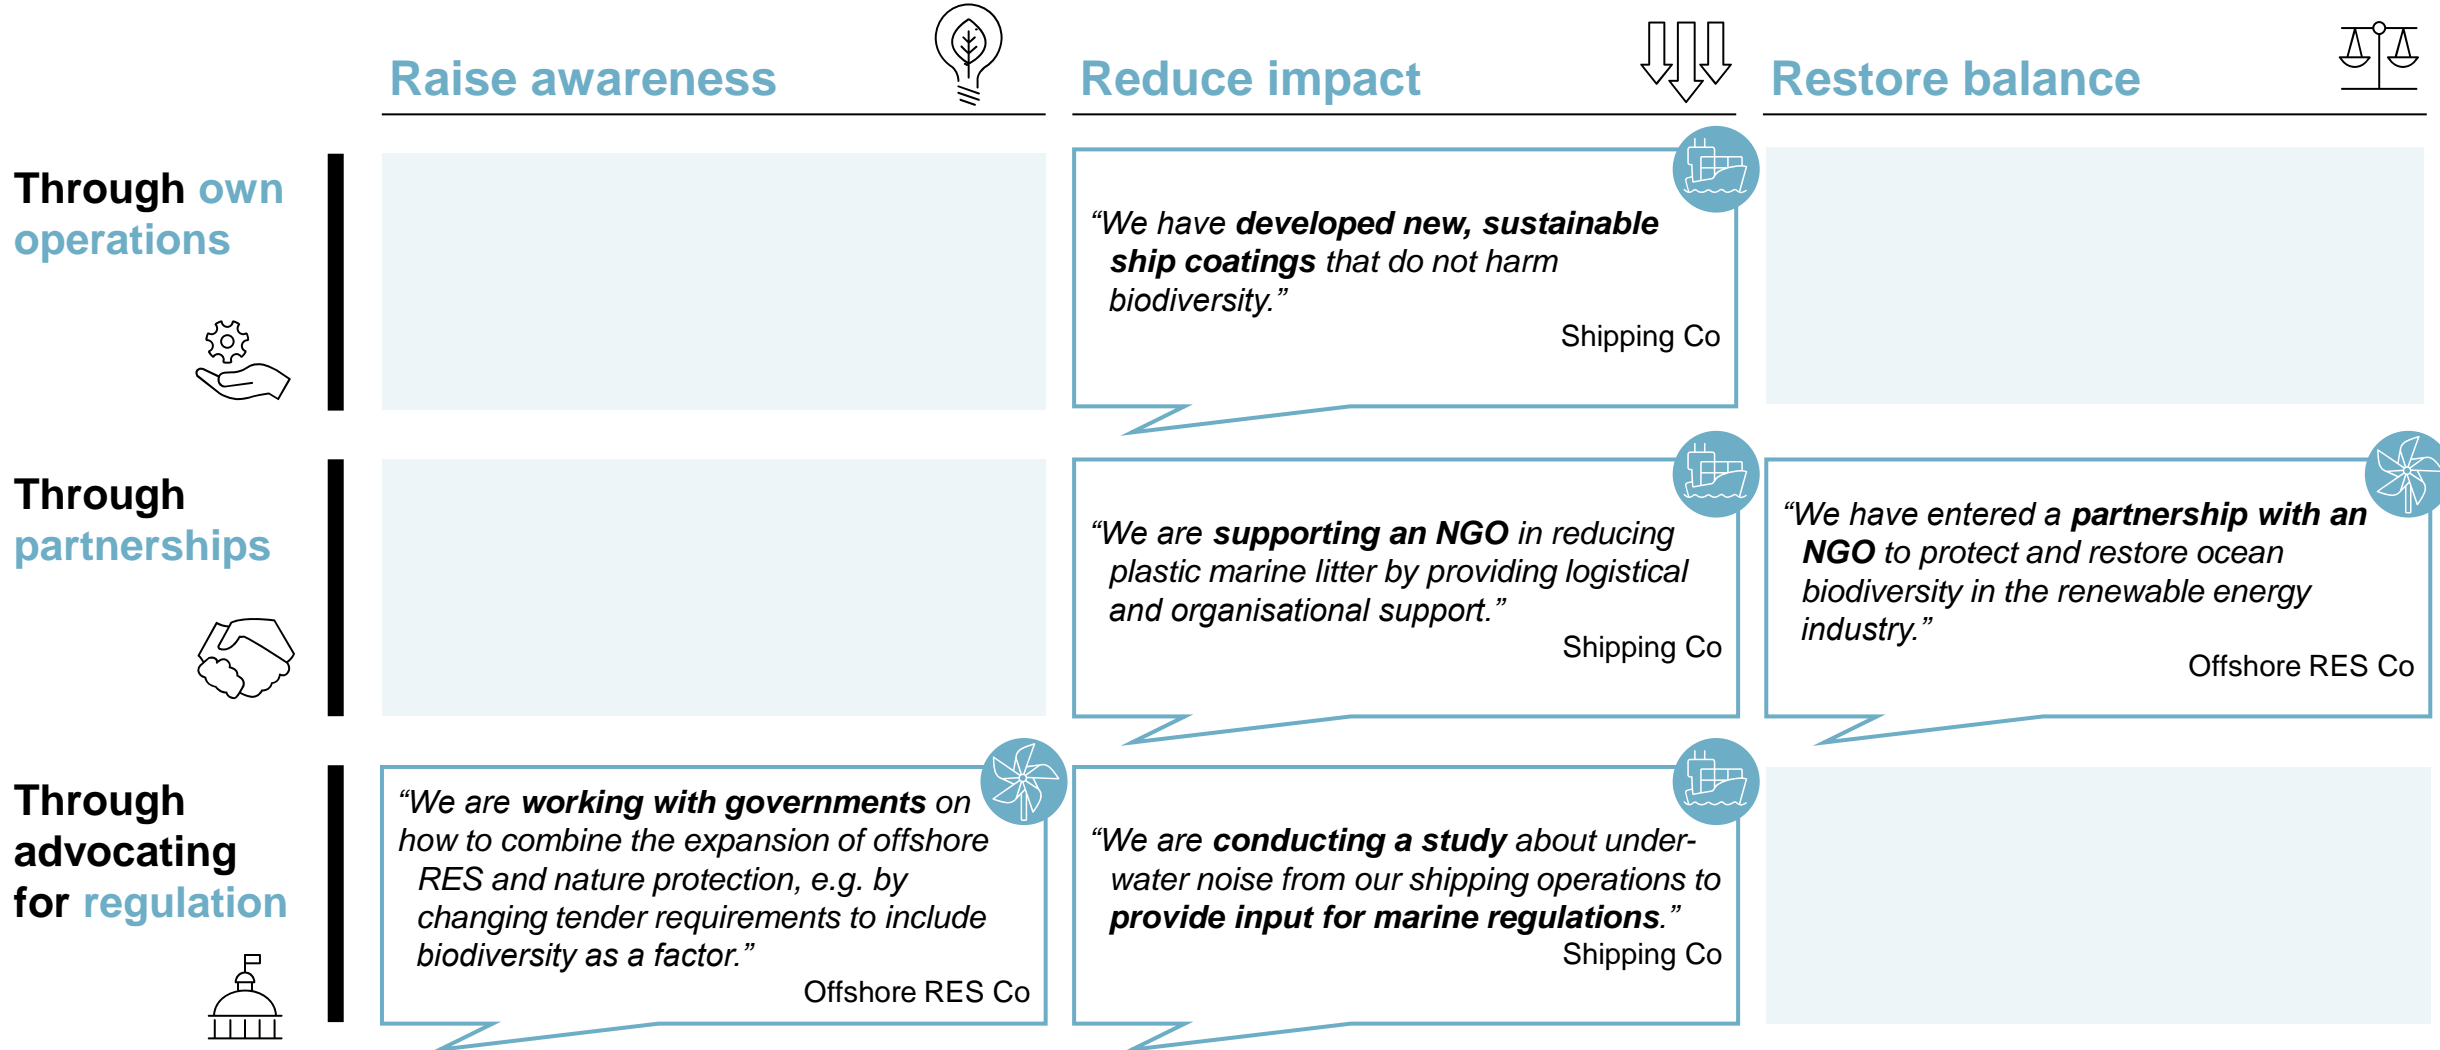 Raise awareness
Reduce impact
Restore balance
Through own
operations
“We have developed new, sustainable
ship coatings that do not harm
biodiversity.”
Shipping Co
Through
partnerships
“We are supporting an NGO in reducing
plastic marine litter by providing logistical
and organisational support.”
Shipping Co
“We have entered a partnership with an
NGO to protect and restore ocean
biodiversity in the renewable energy
industry.”
Offshore RES Co
Through
advocating
for regulation
“We are working with governments on
how to combine the expansion of offshore
RES and nature protection, e.g. by
changing tender requirements to include
biodiversity as a factor.”
Offshore RES Co
“We are conducting a study about under-
water noise from our shipping operations to
provide input for marine regulations.”
Shipping Co